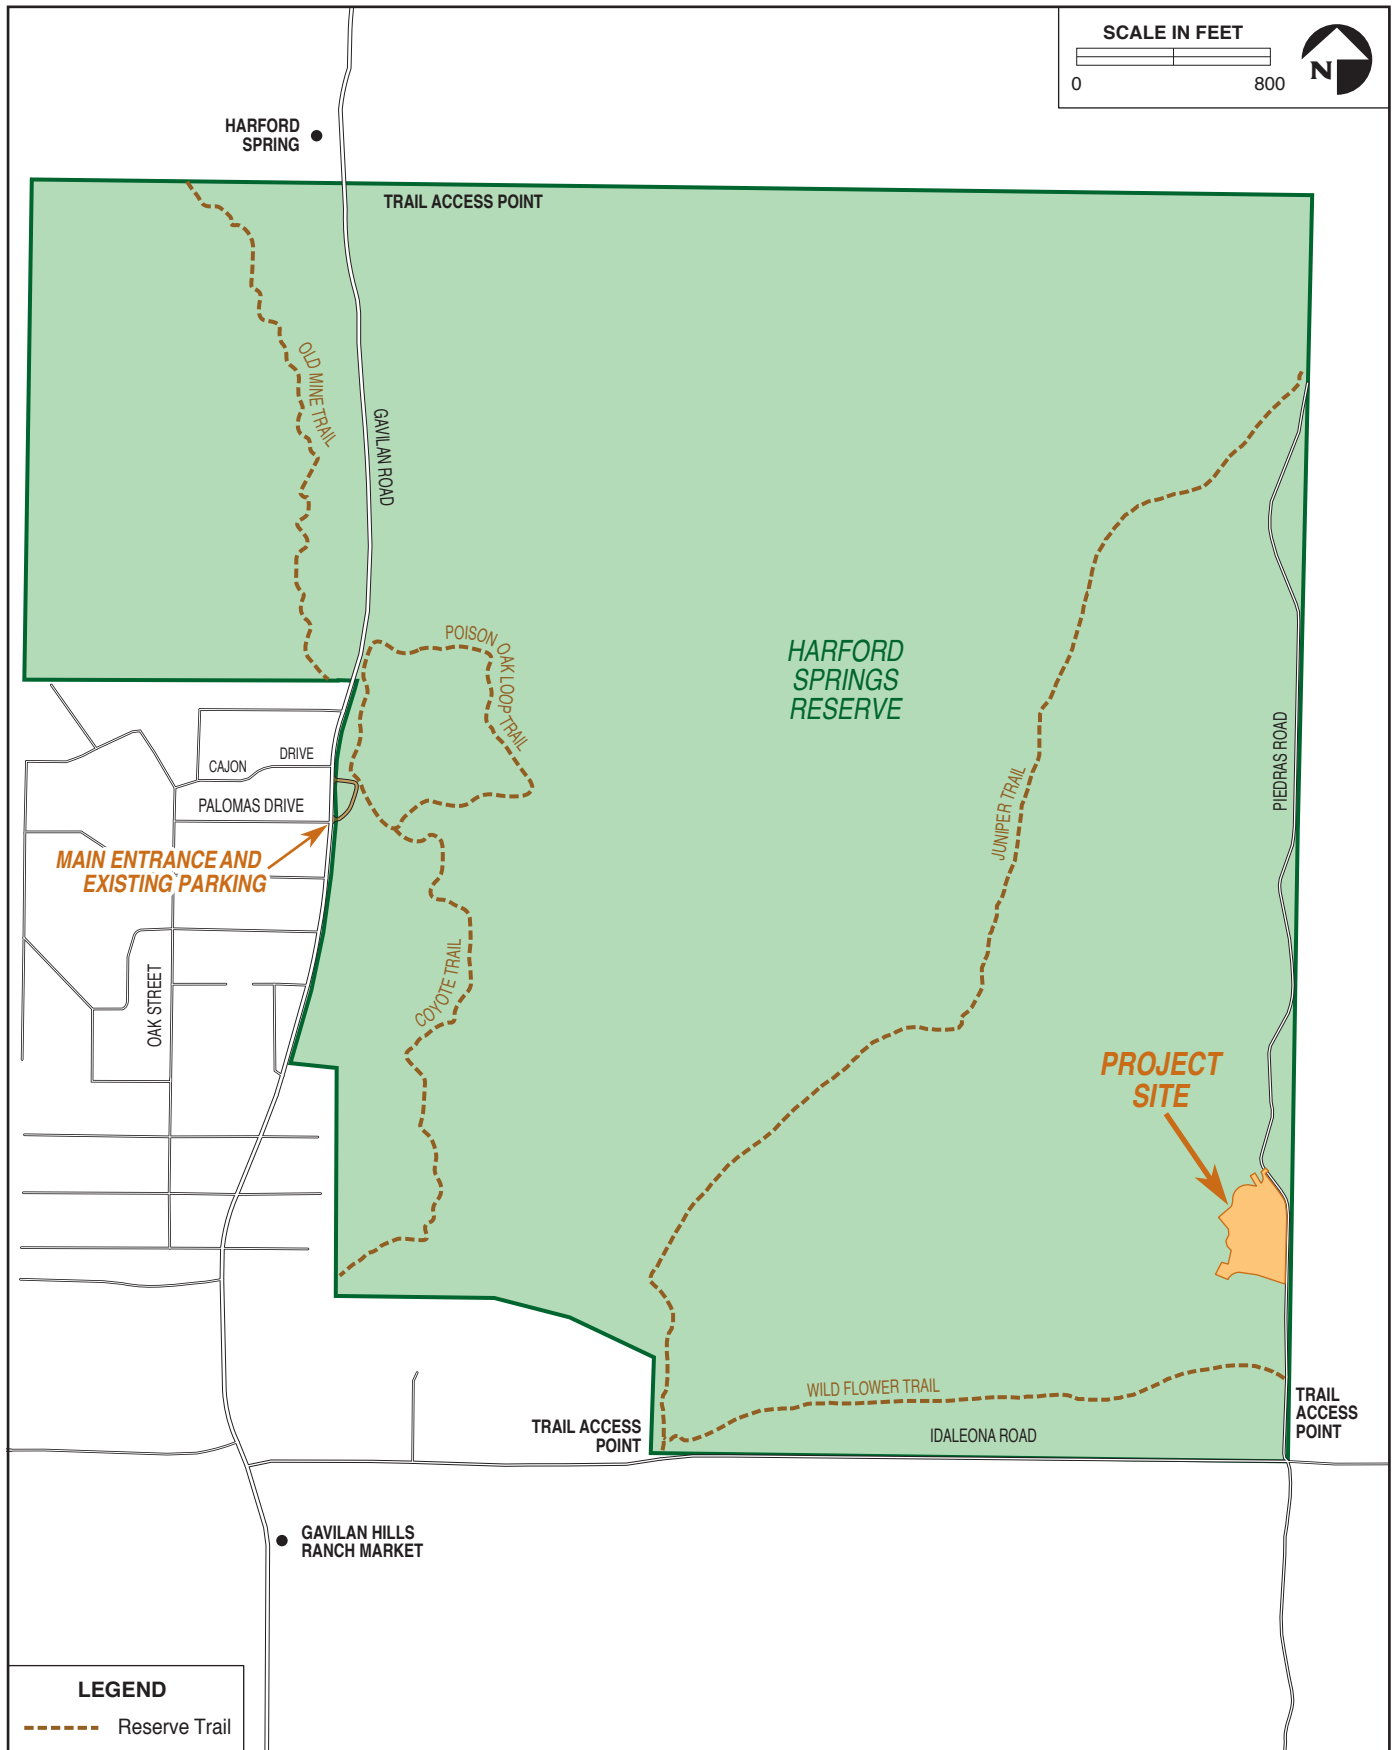 SCALE IN FEET
0 800
N
HARFORD
SPRING
TRAIL ACCESS POINT
OLD MINE TRAIL
GAVILAN ROAD
POISON OAK LOOP TRAIL
HARFORD
SPRINGS
RESERVE
DRIVE
CAJON
PALOMAS DRIVE
PIEDRAS ROAD
JUNIPER TRAIL
MAIN ENTRANCE AND
EXISTING PARKING
COYOTE TRAIL
OAK STREET
PROJECT
SITE
WILD FLOWER TRAIL
TRAIL
ACCESS
POINT
TRAIL ACCESS
POINT
IDALEONA ROAD
GAVILAN HILLS
RANCH MARKET
LEGEND
Reserve Trail